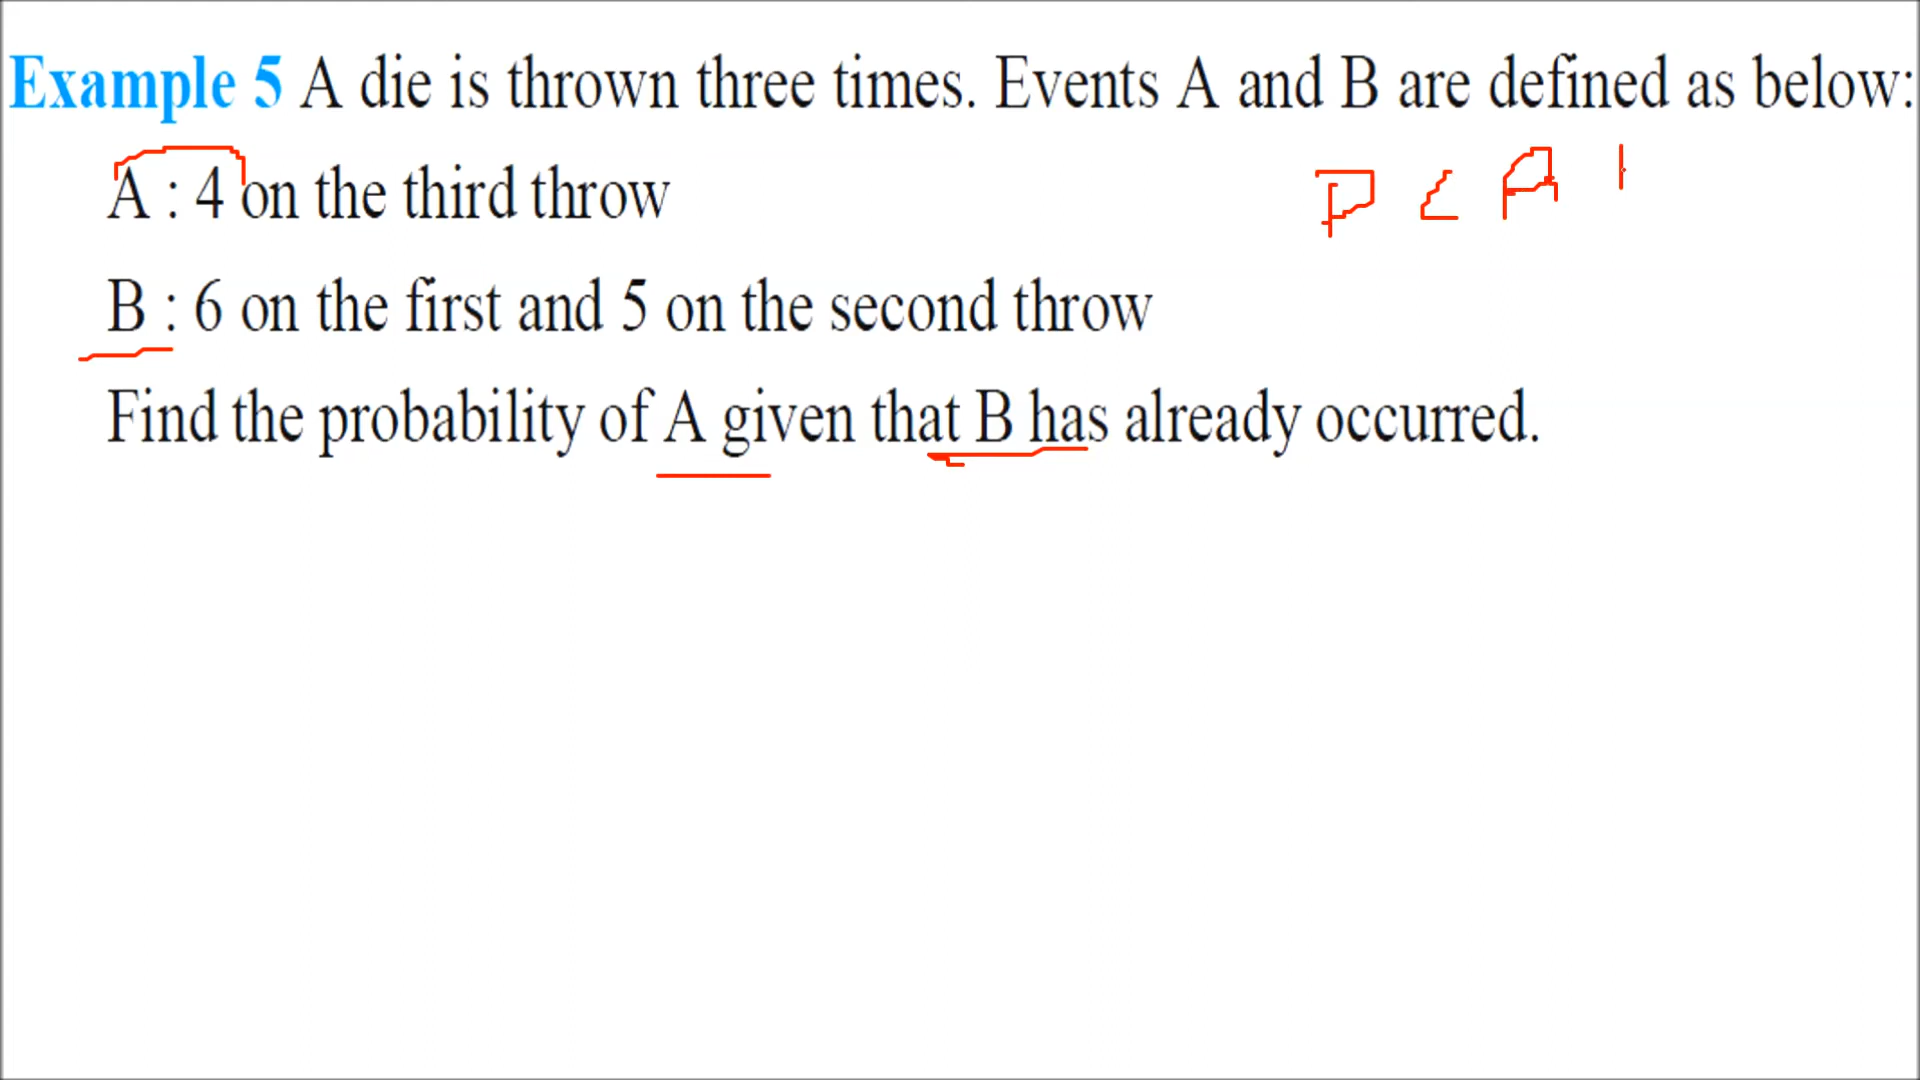 Example 5 A die is thrown three times. Events A and B are defined as below:
A : 4 on the third throw
P ( A |
B : 6 on the first and 5 on the second throw
Find the probability of A given that B has already occurred.